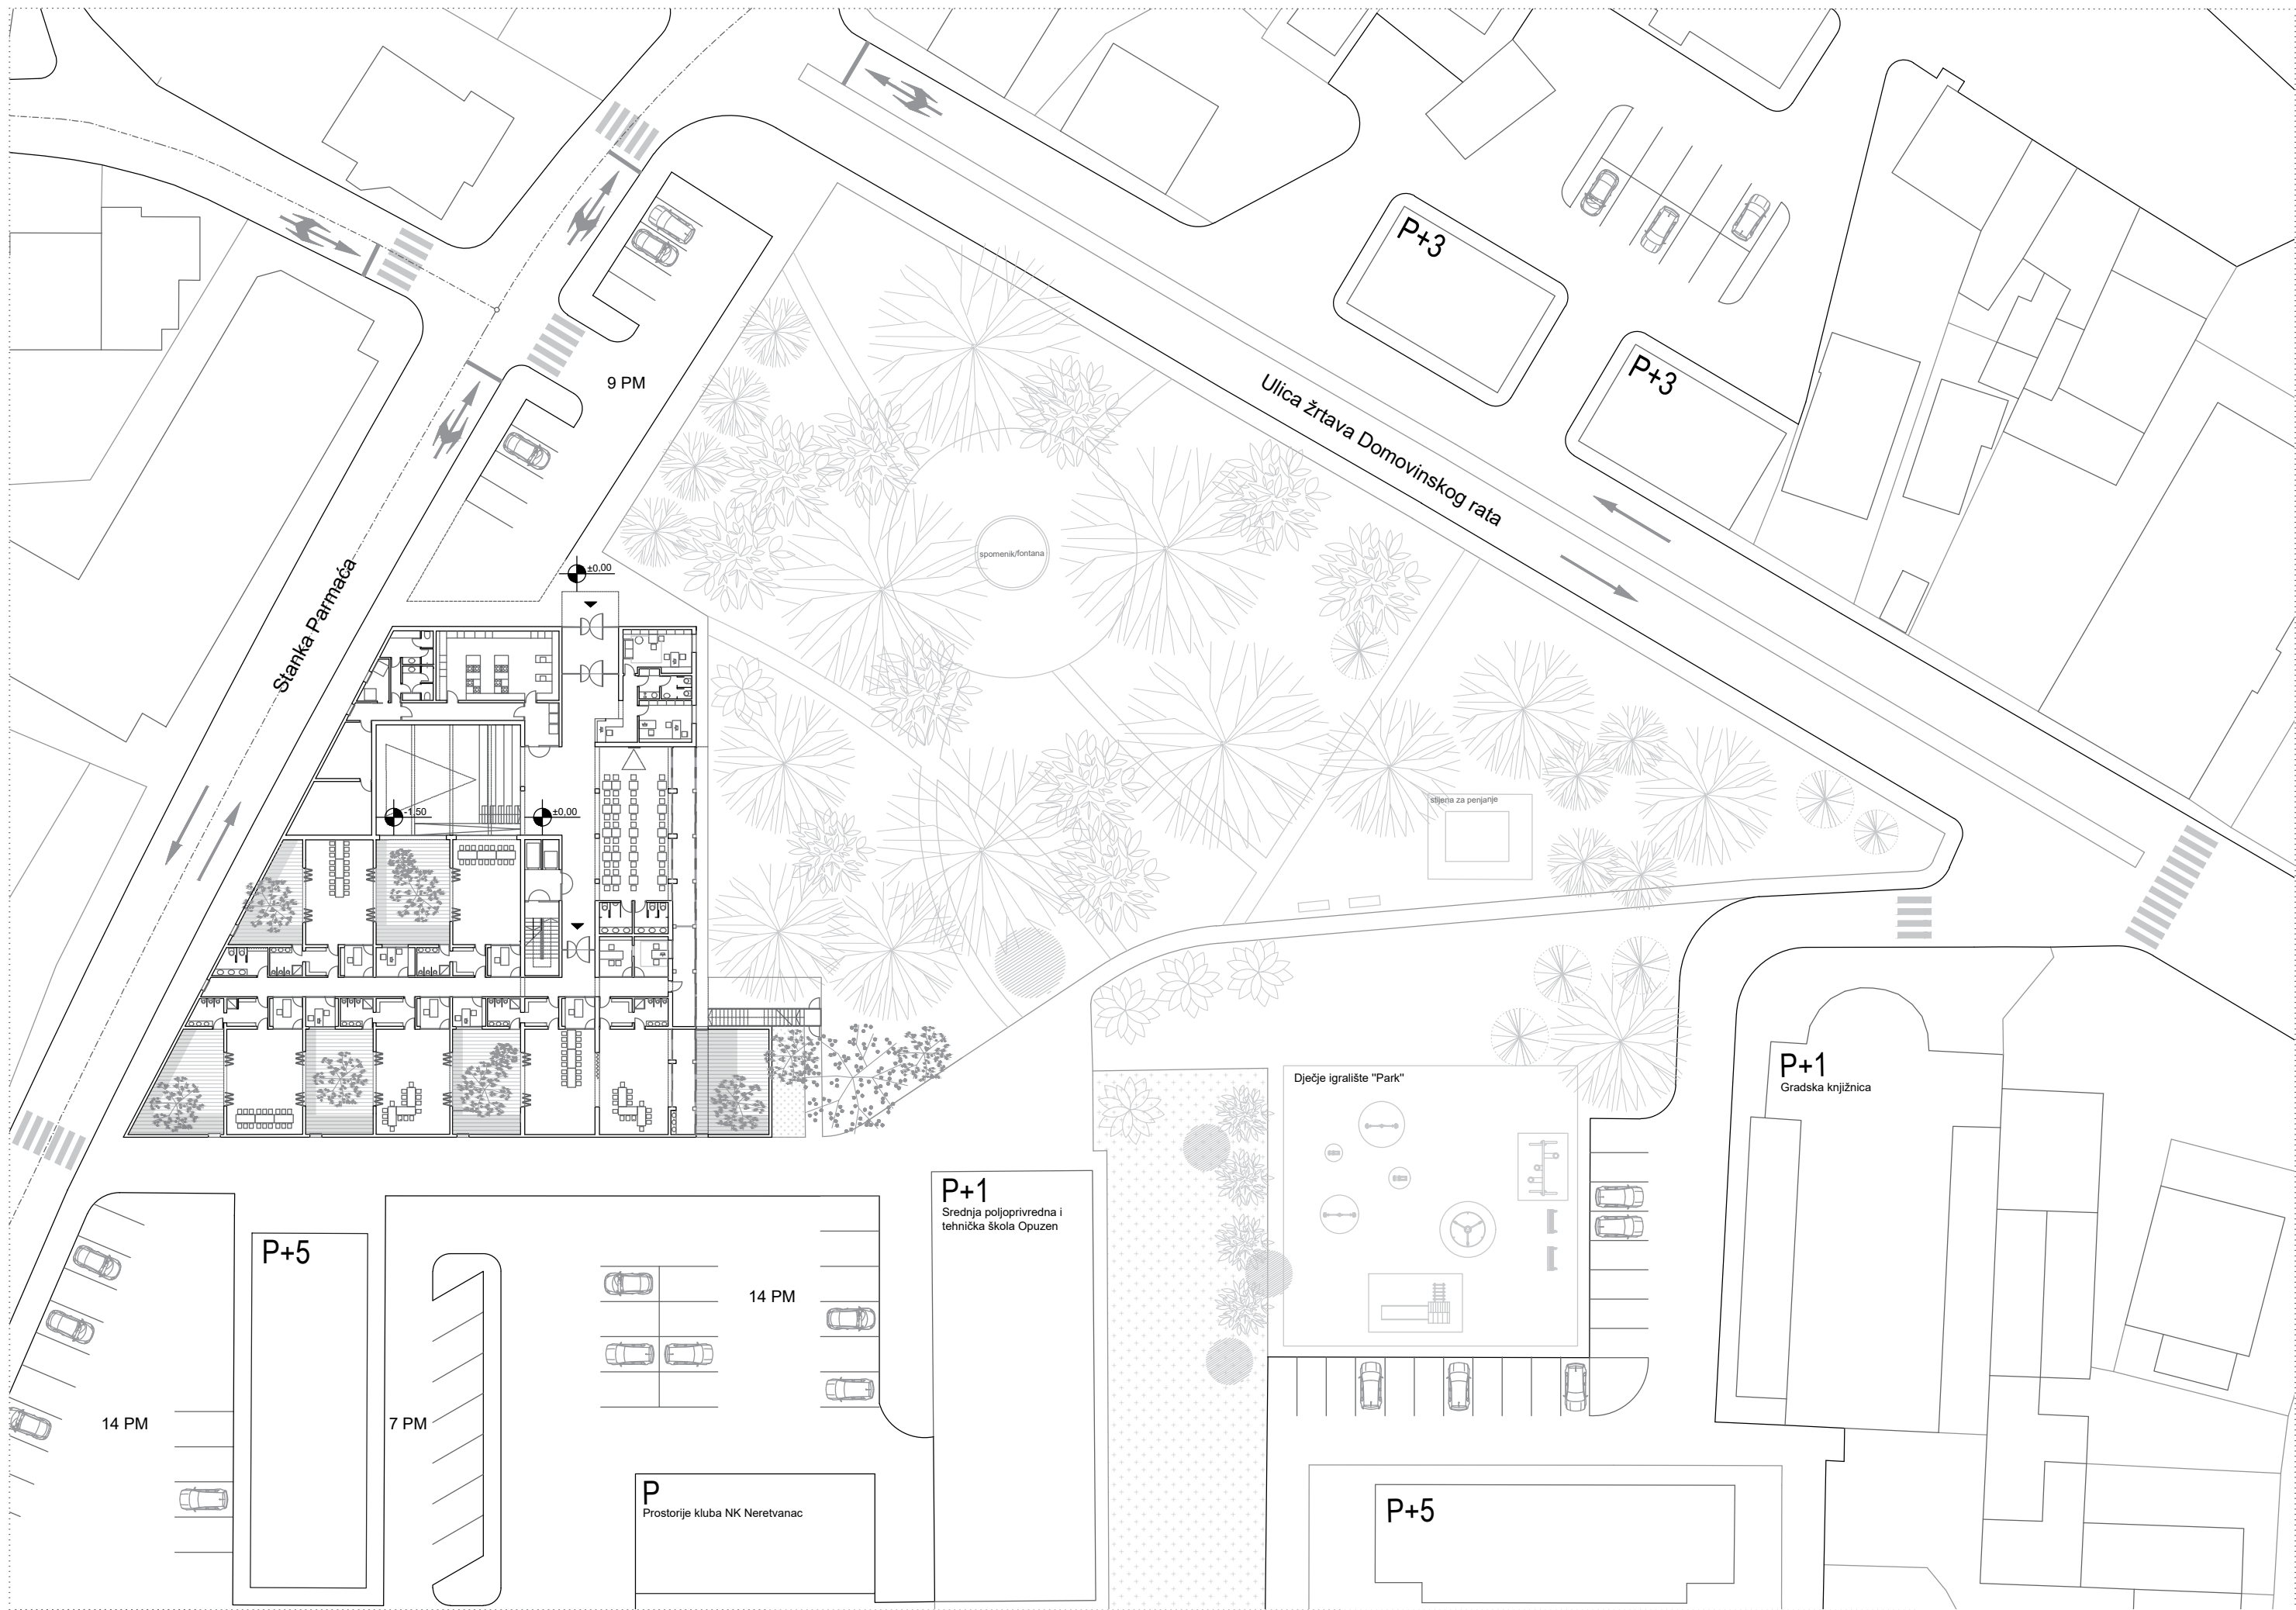 P+3
P+3
9 PM
Ulica žrtava Domovinskog rata
spomenik/fontana
±0.00
Stanka Parmaća
stijena za penjanje
-1,50
±0,00
P+1
Gradska knjižnica
Dječje igralište "Park"
P+1
Srednja poljoprivredna i
tehnička škola Opuzen
P+5
14 PM
14 PM
7 PM
P
Prostorije kluba NK Neretvanac
P+5